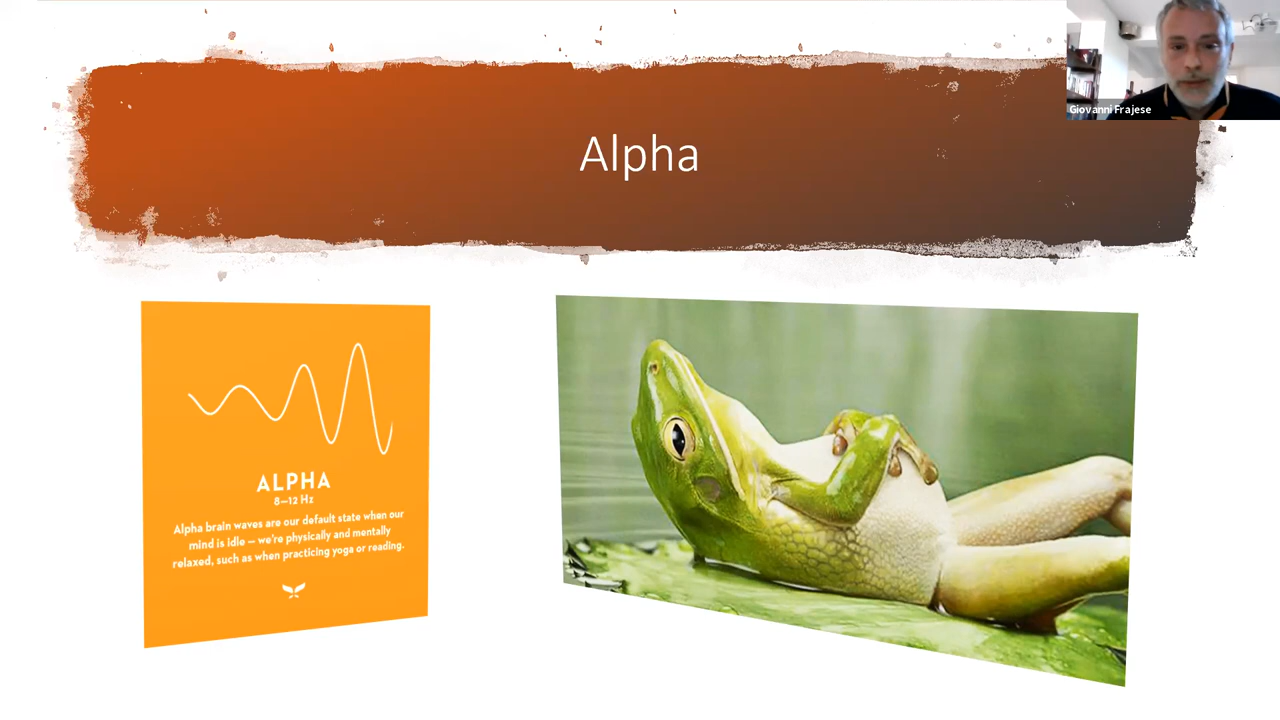 Giovanni Frajese
Alpha
ALPHA
8–12 Hz
Alpha brain waves are our default state when our
mind is idle – we're physically and mentally
relaxed, such as when practicing yoga or reading.